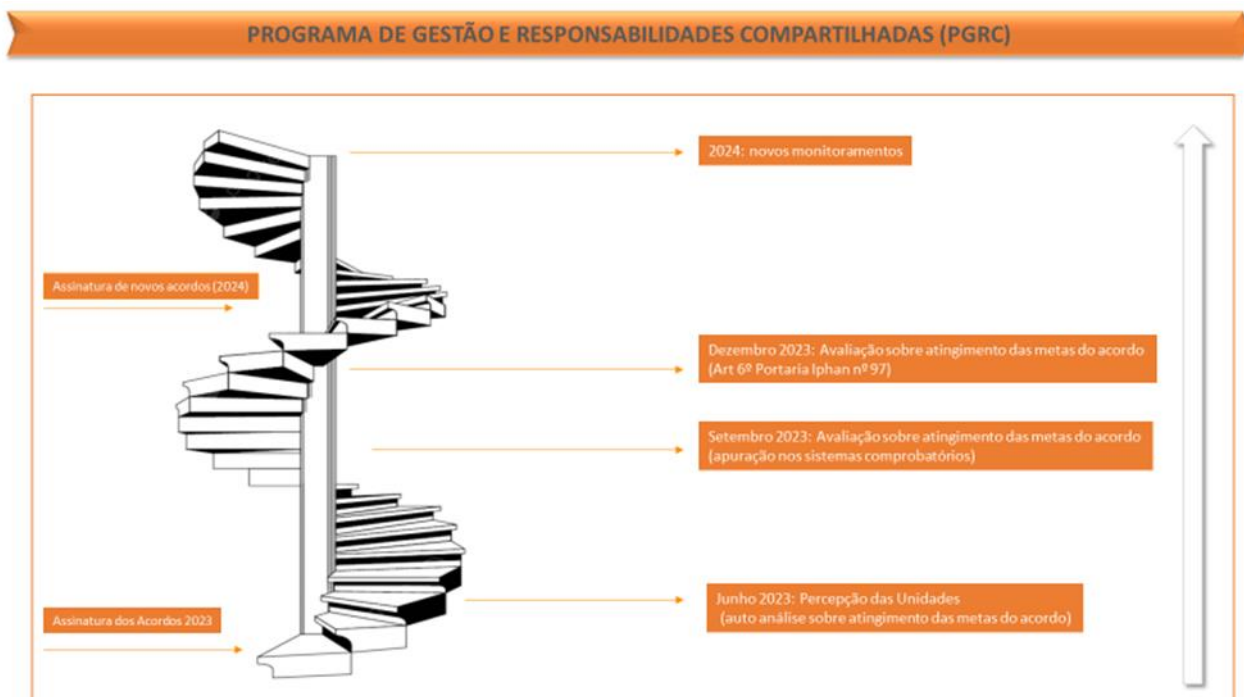 PROGRAMA DE GESTÃO E RESPONSABILIDADES COMPARTILHADAS (PGRC)
2024: novos monitoramentos
Assinatura de novos acordos (2024)
Dezembro 2023: Avaliação sobre atingimento das metas do acordo
(Art 6º Portaria Iphan nº 97)
Setembro 2023: Avaliação sobre atingimento das metas do acordo
(apuração nos sistemas comprobatórios)
Junho 2023: Percepção das Unidades
(auto análise sobre atingimento das metas do acordo)
Assinatura dos Acordos 2023